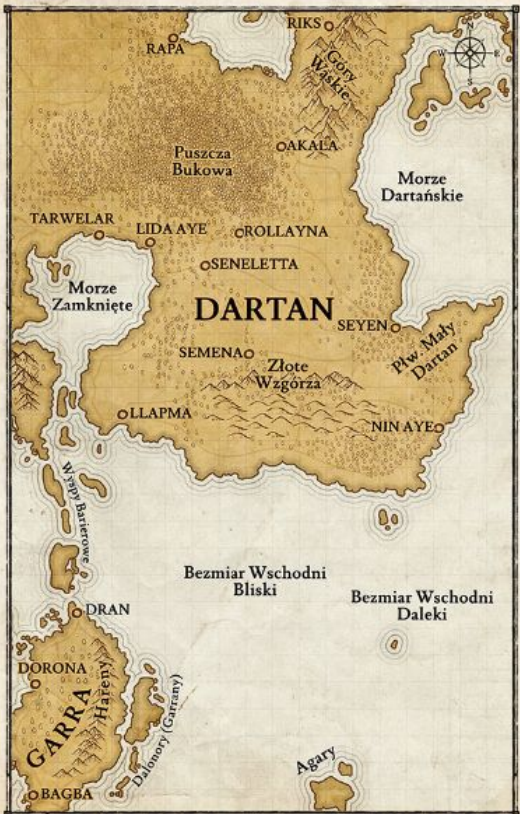 RIKS
RAPA
Góry
Wąskie
W
E
S
AKALA
Puszcza
Bukowa
Morze
Dartańskie
TARWELAR
LIDA AYE
ROLLAYNA
SENELETTA
Morze
Zamknięte
DARTAN
SEYEN
Płw. Mały
Dartan
SEMENA
Złote
Wzgórza
LLAPMA
NIN AYE
Wyspy Barierowe
Bezmiar Wschodni
Bliski
Bezmiar Wschodni
Daleki
DRAN
DORONA
Hareny
GARRA
Dalonory (Garrany)
Agary
BAGBA